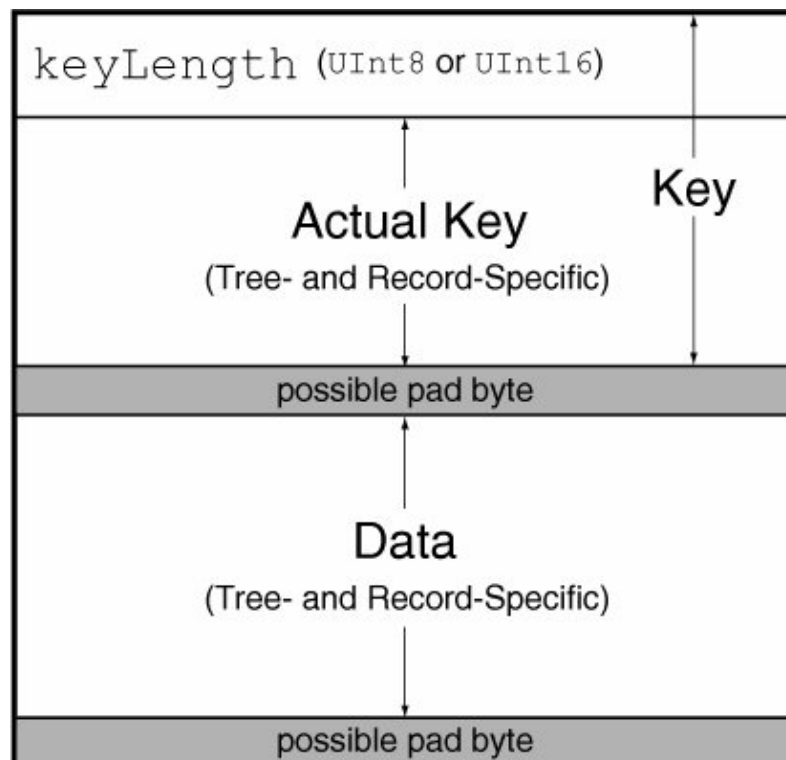 keyLength (UInt8 or UInt16)
Key
Actual Key
(Tree- and Record-Specific)
possible pad byte
Data
(Tree- and Record-Specific)
possible pad byte